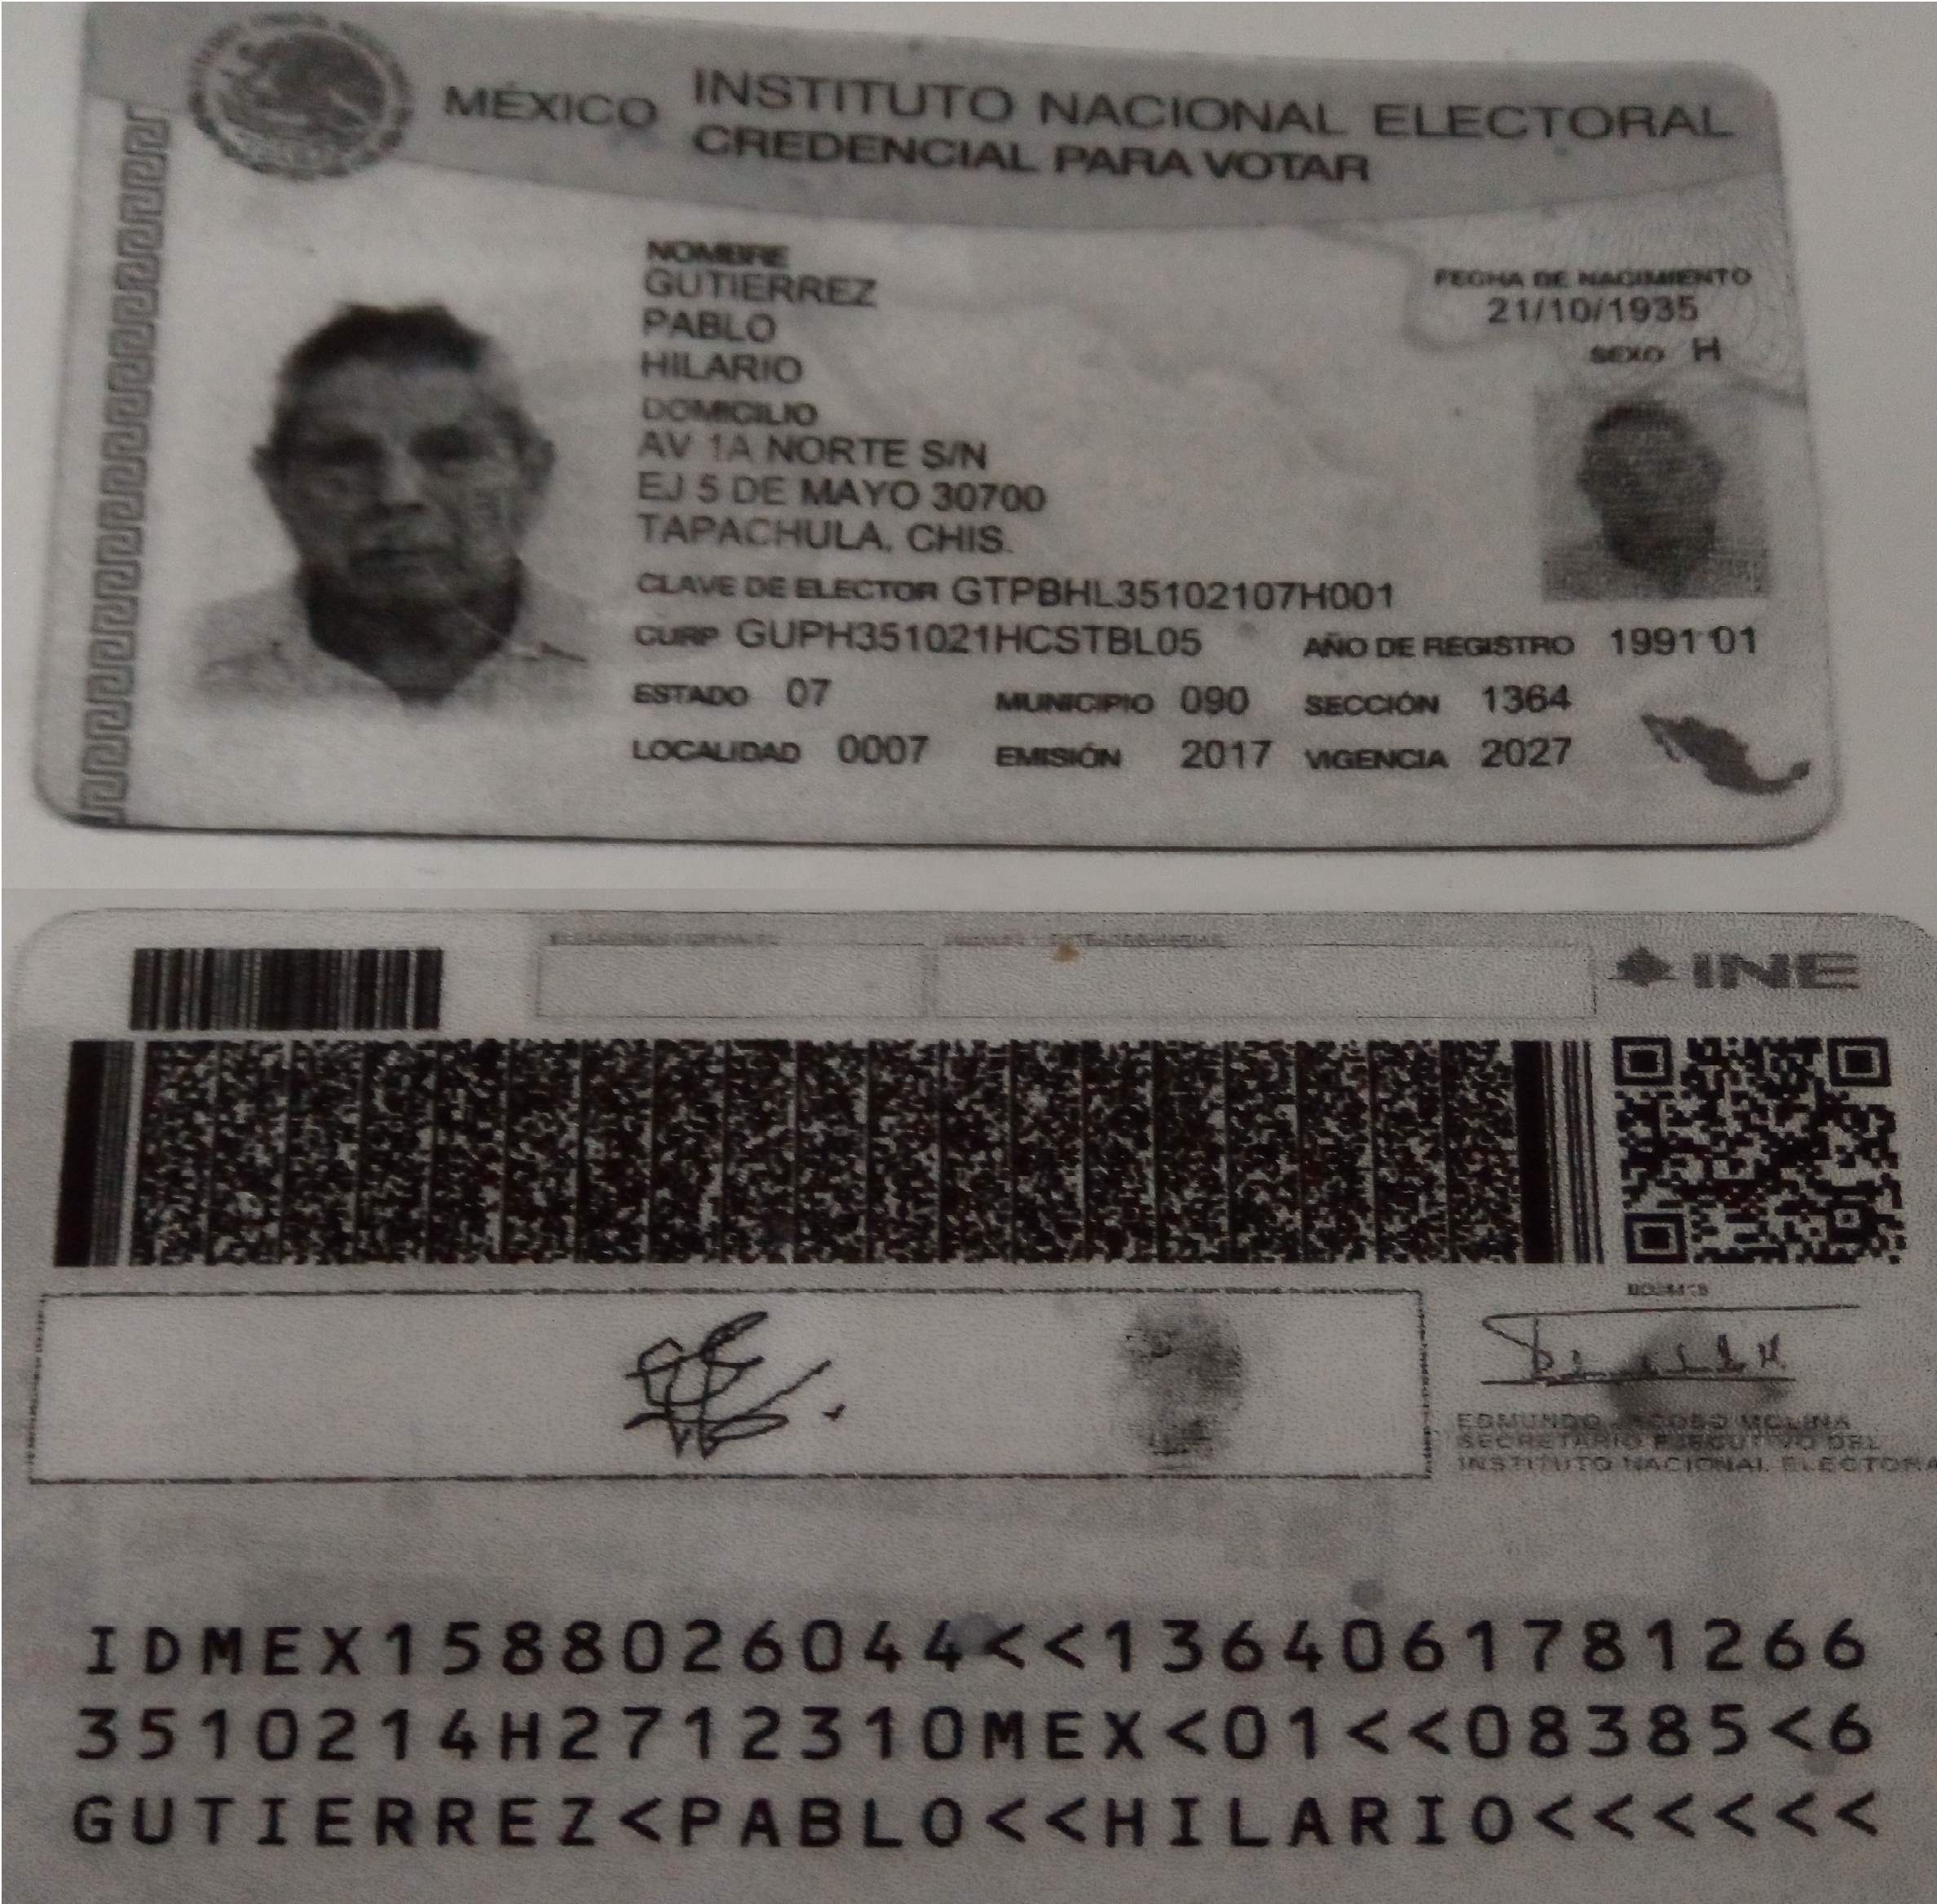 MÉXICO INSTITUTO NACIONAL ELECTORAL
CREDENCIAL PARA VOTAR
NOMBRE
GUTIERREZ
PABLO
HILARIO
FECHA DE NACIMIENTO
21/10/1935
SEXO H
DOMICILIO
AV 1A NORTE S/N
EJ 5 DE MAYO 30700
TAPACHULA, CHIS.
CLAVE DE ELECTOR GTPBHL35102107H001
CURP GUPH351021HCSTBL05 AÑO DE REGISTRO 1991 01
ESTADO 07 MUNICIPIO 090 SECCIÓN 1364
LOCALIDAD 0007 EMISIÓN 2017 VIGENCIA 2027
INE
EDMUNDO JACOBO MOLINA
SECRETARIO EJECUTIVO DEL
INSTITUTO NACIONAL ELECTORA
IDMEX1588026044<<1364061781266
3510214H2712310MEX<01<<08385<6
GUTIERREZ<PABLO<<HILARIO<<<<<<